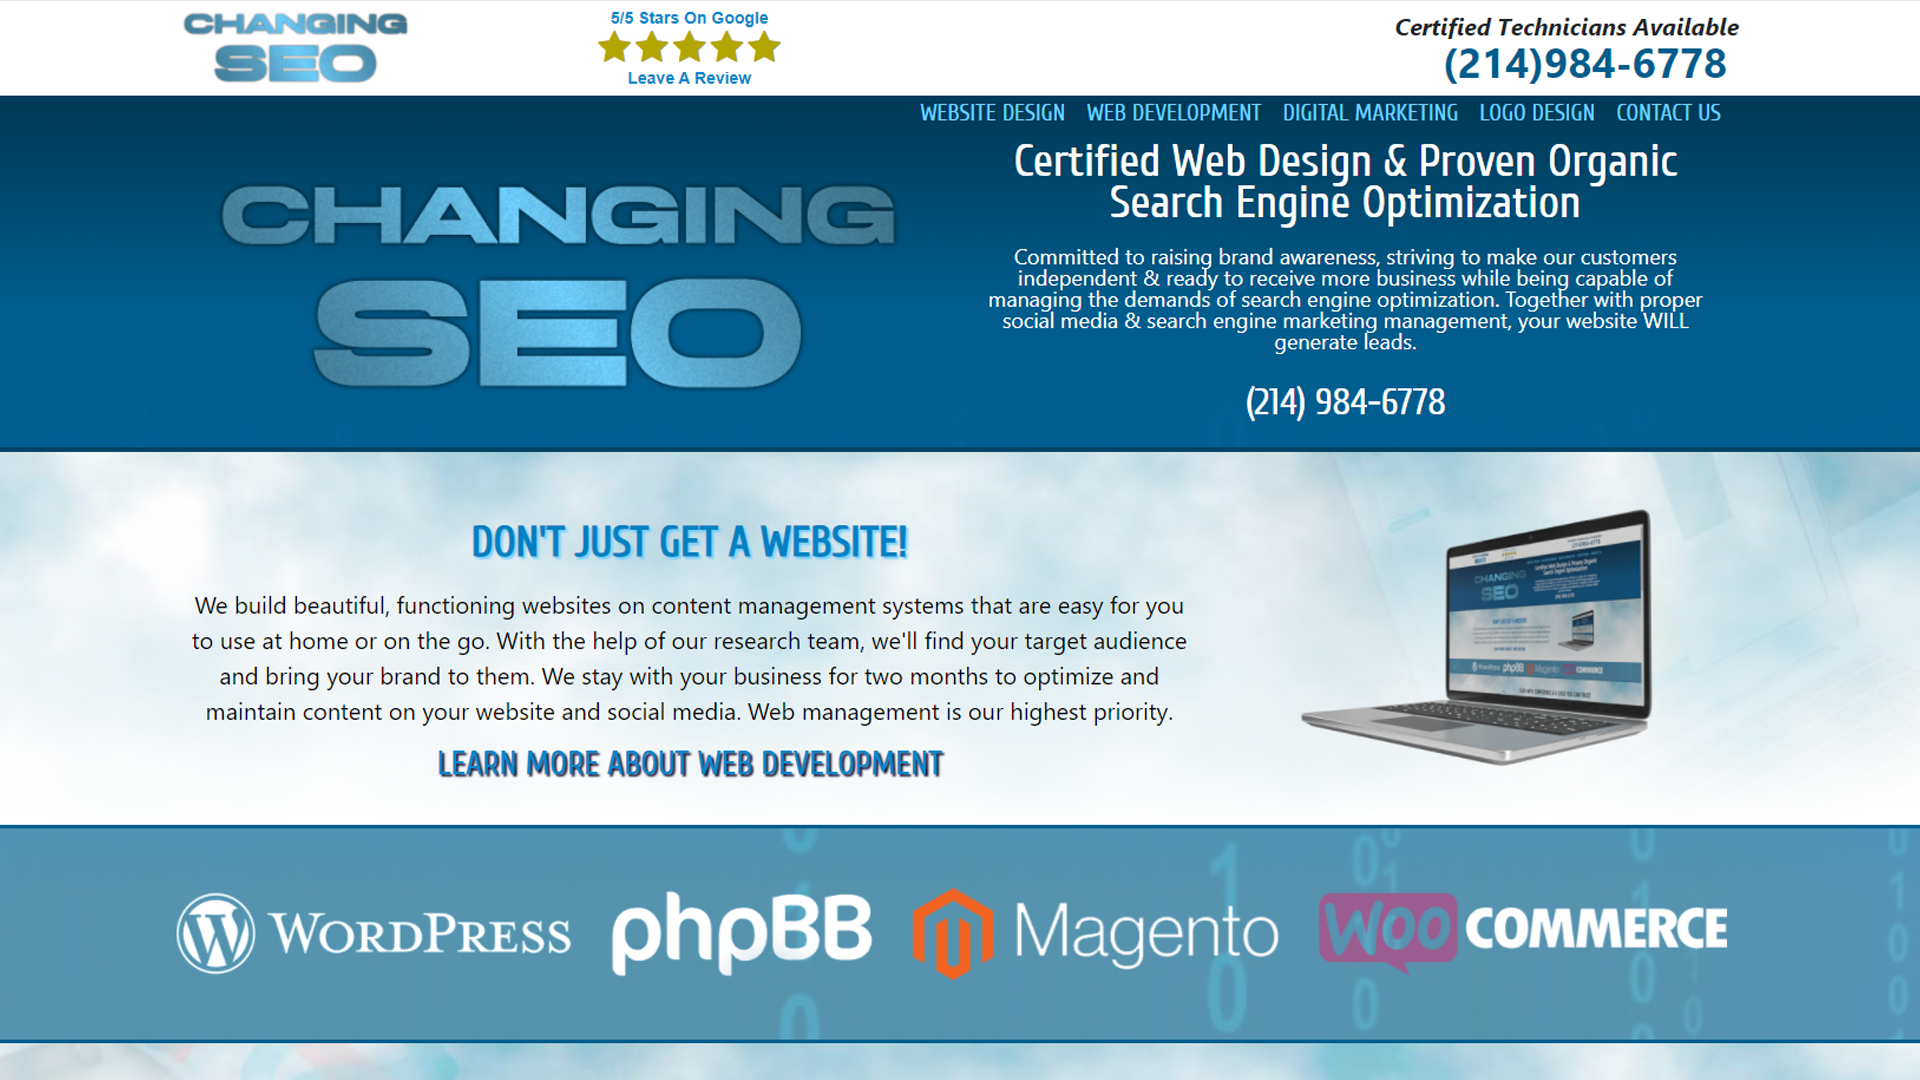 CHANGING
SEO
5/5 Stars On Google
Leave A Review
Certified Technicians Available
(214)984-6778
WEBSITE DESIGN WEB DEVELOPMENT DIGITAL MARKETING LOGO DESIGN CONTACT US
CHANGING
SEO
Certified Web Design & Proven Organic
Search Engine Optimization
Committed to raising brand awareness, striving to make our customers
independent & ready to receive more business while being capable of
managing the demands of search engine optimization. Together with proper
social media & search engine marketing management, your website WILL
generate leads.
(214) 984-6778
DON'T JUST GET A WEBSITE!
We build beautiful, functioning websites on content management systems that are easy for you
to use at home or on the go. With the help of our research team, we'll find your target audience
and bring your brand to them. We stay with your business for two months to optimize and
maintain content on your website and social media. Web management is our highest priority.
LEARN MORE ABOUT WEB DEVELOPMENT
CHANGING
SEO
WORDPRESS phpBB Magento WOO COMMERCE